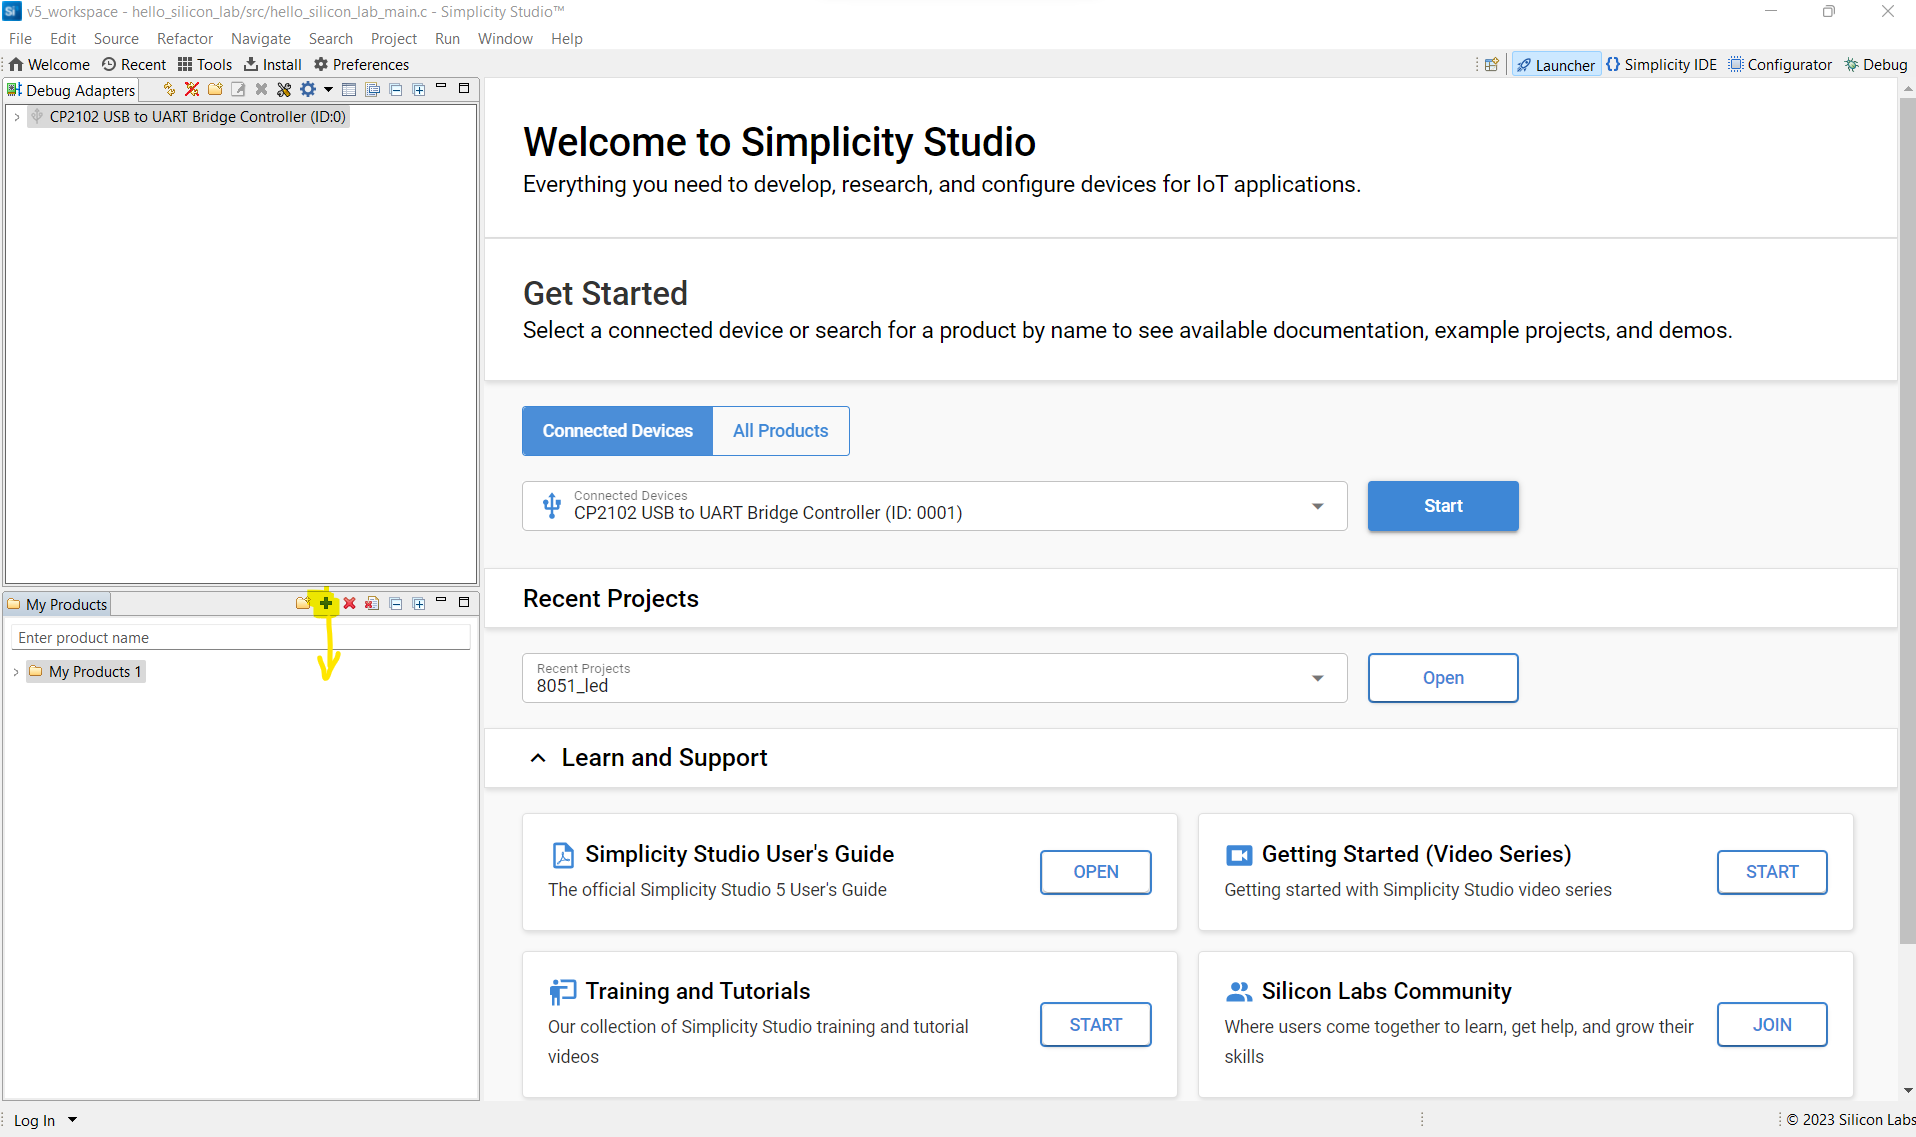 v5_workspace - hello_silicon_lab/src/hello_silicon_lab_main.c - Simplicity Studio™
File Edit Source Refactor Navigate Search Project Run Window Help
Welcome Recent Tools Install Preferences
Launcher Simplicity IDE Configurator Debug
Debug Adapters
CP2102 USB to UART Bridge Controller (ID:0)
My Products
Enter product name
My Products 1
Welcome to Simplicity Studio
Everything you need to develop, research, and configure devices for IoT applications.
Get Started
Select a connected device or search for a product by name to see available documentation, example projects, and demos.
Connected Devices All Products
Connected Devices
CP2102 USB to UART Bridge Controller (ID: 0001)
Start
Recent Projects
Recent Projects
8051_led
Open
Learn and Support
Simplicity Studio User's Guide
The official Simplicity Studio 5 User's Guide
OPEN
Getting Started (Video Series)
Getting started with Simplicity Studio video series
START
Training and Tutorials
Our collection of Simplicity Studio training and tutorial
videos
START
Silicon Labs Community
Where users come together to learn, get help, and grow their
skills
JOIN
Log In
© 2023 Silicon Labs